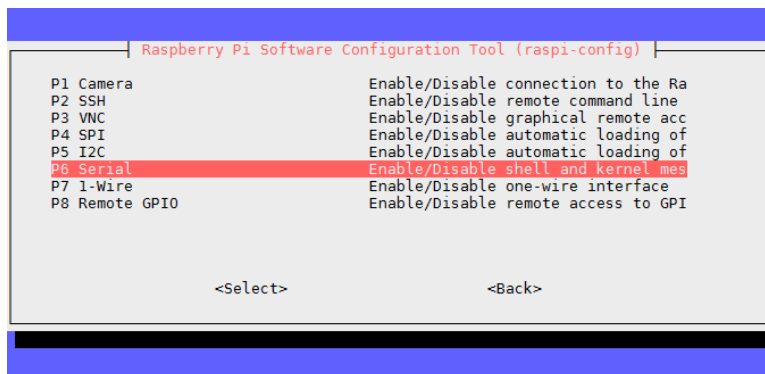 Raspberry Pi Software Configuration Tool (raspi-config)
P1 Camera Enable/Disable connection to the Ra
P2 SSH Enable/Disable remote command line
P3 VNC Enable/Disable graphical remote acc
P4 SPI Enable/Disable automatic loading of
P5 I2C Enable/Disable automatic loading of
P6 Serial Enable/Disable shell and kernel mes
P7 1-Wire Enable/Disable one-wire interface
P8 Remote GPIO Enable/Disable remote access to GPI
<Select> <Back>